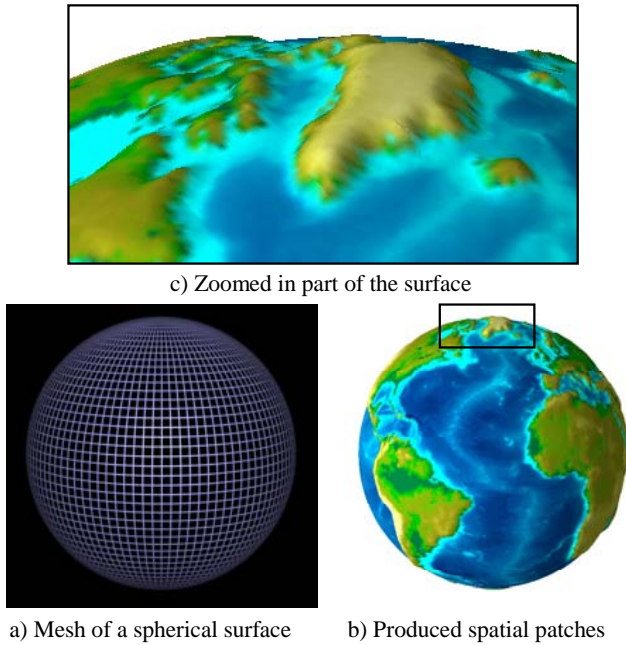 c) Zoomed in part of the surface
a) Mesh of a spherical surface
b) Produced spatial patches